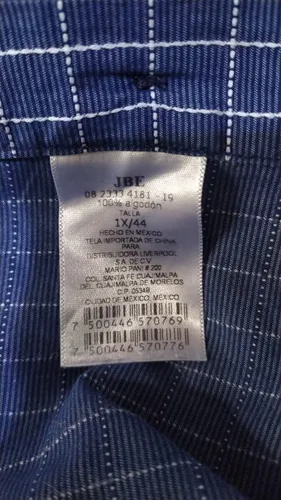 JBE
08 2333 4181 - 19
100% algodón
TALLA
1X/44
HECHO EN MEXICO
TELA IMPORTADA DE CHINA
PARA
DISTRIBUIDORA LIVERPOOL
S.A. DE C.V.
MARIO PANI # 200
COL. SANTA FE CUAJIMALPA
DEL. CUAJIMALPA DE MORELOS
C.P. 05348,
CIUDAD DE MEXICO, MEXICO.
7 500446 570769
7 500446 570776